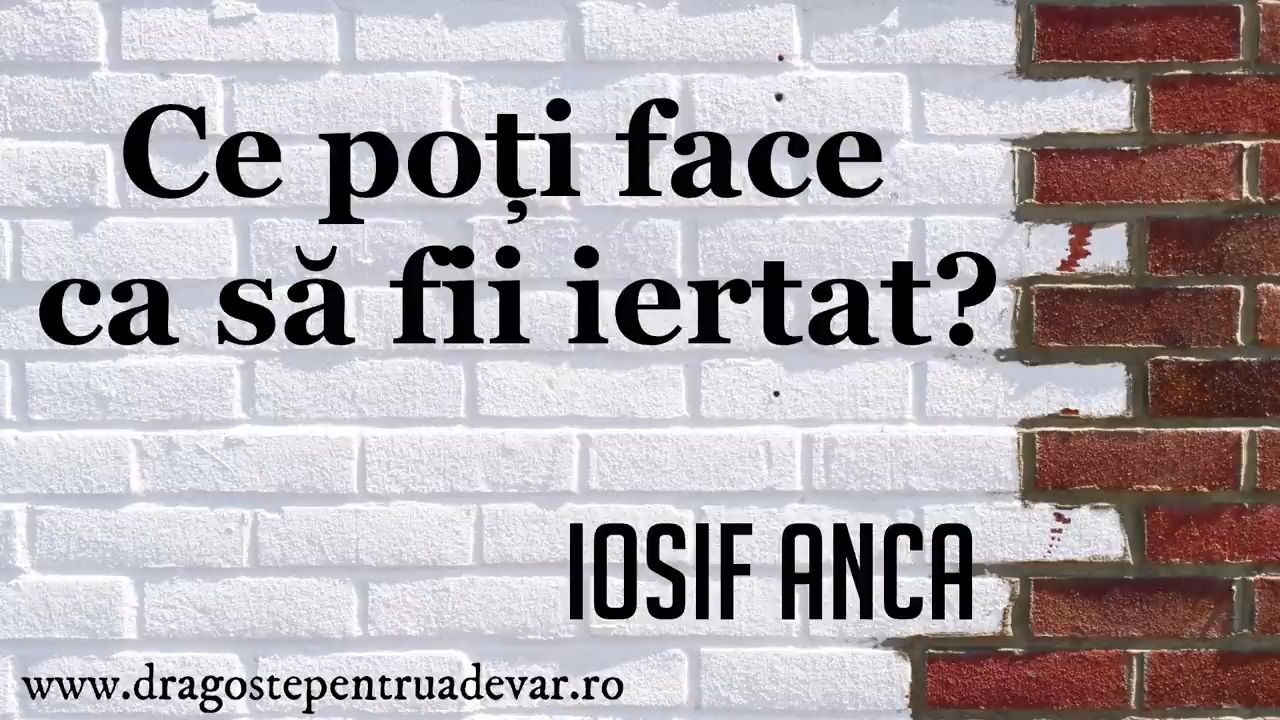 Ce poți face
ca să fii iertat?
IOSIF ANCA
www.dragostepentruadevar.ro